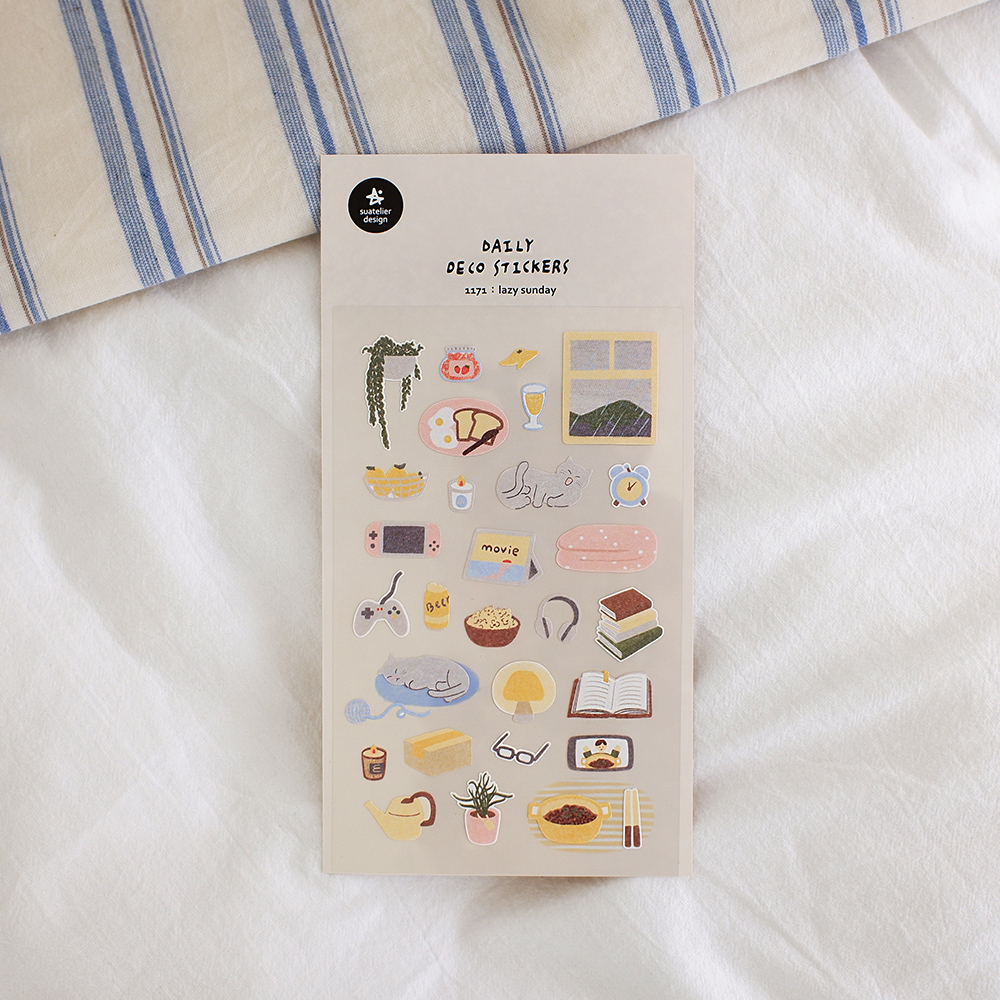 suatelier
design
DAILY
DECO STICKERS
1171 : lazy sunday
movie
Beer
E